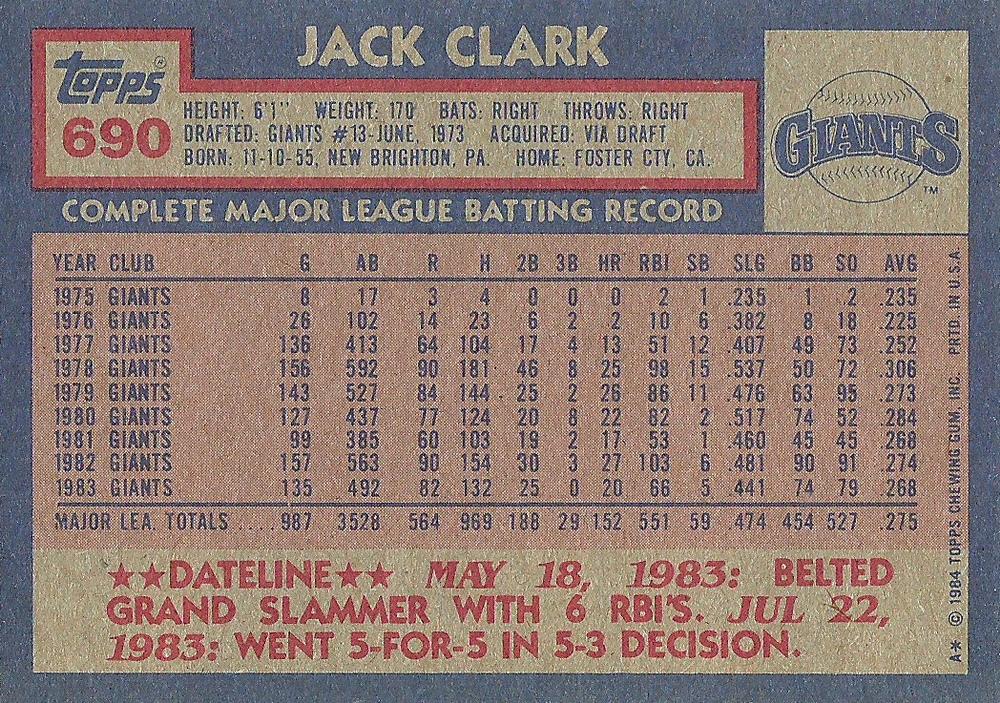 JACK CLARK
topps®
690
HEIGHT: 6'1" WEIGHT: 170 BATS: RIGHT THROWS: RIGHT
DRAFTED: GIANTS #13-JUNE, 1973 ACQUIRED: VIA DRAFT
BORN: 11-10-55, NEW BRIGHTON, PA. HOME: FOSTER CTY, CA.
GIANTS
TM
COMPLETE MAJOR LEAGUE BATTING RECORD
YEAR CLUB G AB R H 2B 3B HR RBI SB SLG BB SO AVG
1975 GIANTS 8 17 3 4 0 0 0 2 1 .235 1 2 .235
1976 GIANTS 26 102 14 23 6 2 2 10 6 .382 8 18 .225
1977 GIANTS 136 413 64 104 17 4 13 51 12 .407 49 73 .252
1978 GIANTS 156 592 90 181 46 8 25 98 15 .537 50 72 .306
1979 GIANTS 143 527 84 144 25 2 26 86 11 .476 63 95 .273
1980 GIANTS 127 437 77 124 20 8 22 82 2 .517 74 52 .284
1981 GIANTS 99 385 60 103 19 2 17 53 1 .460 45 45 .268
1982 GIANTS 157 563 90 154 30 3 27 103 6 .481 90 91 .274
1983 GIANTS 135 492 82 132 25 0 20 66 5 .441 74 79 .268
MAJOR LEA. TOTALS ..... 987 3528 564 969 188 29 152 551 59 .474 454 527 .275
★★DATELINE★★ MAY 18, 1983: BELTED
GRAND SLAMMER WITH 6 RBI'S. JUL 22,
1983: WENT 5-FOR-5 IN 5-3 DECISION.
A* © 1984 TOPPS CHEWING GUM, INC. PRTD. IN U.S.A.